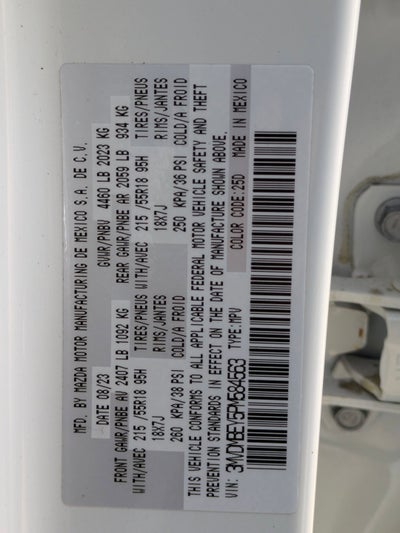 MFD. BY MAZDA MOTOR MANUFACTURING DE MEXICO S.A. DE C.V.
DATE 08/23 GVWR/PNBV 4460 LB 2023 KG
FRONT GAWR/PNBE AV 2407 LB 1092 KG REAR GAWR/PNBE AR 2059 LB 934 KG
WITH/AVEC 215 /55R18 95H TIRES/PNEUS WITH/AVEC 215 /55R18 95H TIRES/PNEUS
18X7J RIMS/JANTES 18X7J RIMS/JANTES
260 KPA/38 PSI COLD/A FROID 250 KPA/36 PSI COLD/A FROID
THIS VEHICLE CONFORMS TO ALL APPLICABLE FEDERAL MOTOR VEHICLE SAFETY AND THEFT
PREVENTION STANDARDS IN EFFECT ON THE DATE OF MANUFACTURE SHOWN ABOVE.
VIN: 3MVDMBEY5PM584563 TYPE:MPV COLOR CODE:25D MADE IN MEXICO